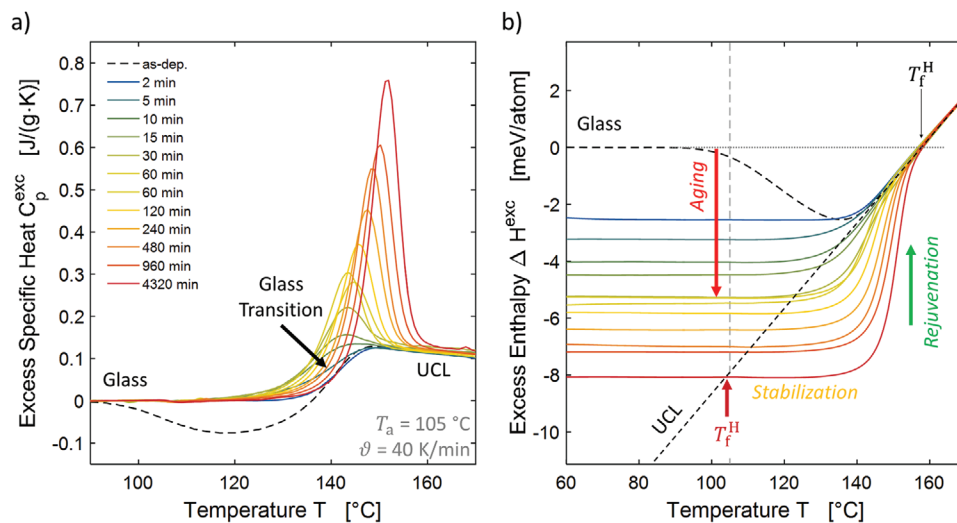 a)
Excess Specific Heat C_p^exc [J/(g·K)]
0.8
0.7
0.6
0.5
0.4
0.3
0.2
0.1
0
-0.1
as-dep.
2 min
5 min
10 min
15 min
30 min
60 min
60 min
120 min
240 min
480 min
960 min
4320 min
Glass
Transition
Glass
UCL
T_a = 105 °C
ϑ = 40 K/min
100
120
140
160
Temperature T [°C]
b)
Excess Enthalpy Δ H^exc [meV/atom]
2
0
-2
-4
-6
-8
-10
T_f^H
Glass
Aging
Rejuvenation
Stabilization
UCL
T_f^H
60
80
100
120
140
160
Temperature T [°C]